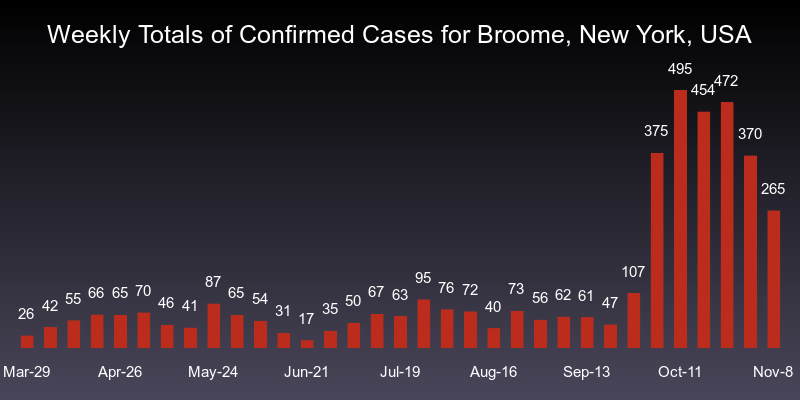 Weekly Totals of Confirmed Cases for Broome, New York, USA
26 42 55 66 65 70 46 41 87 65 54 31 17 35 50 67 63 95 76 72 40 73 56 62 61 47 107 375 495 454 472 370 265
Mar-29 Apr-26 May-24 Jun-21 Jul-19 Aug-16 Sep-13 Oct-11 Nov-8